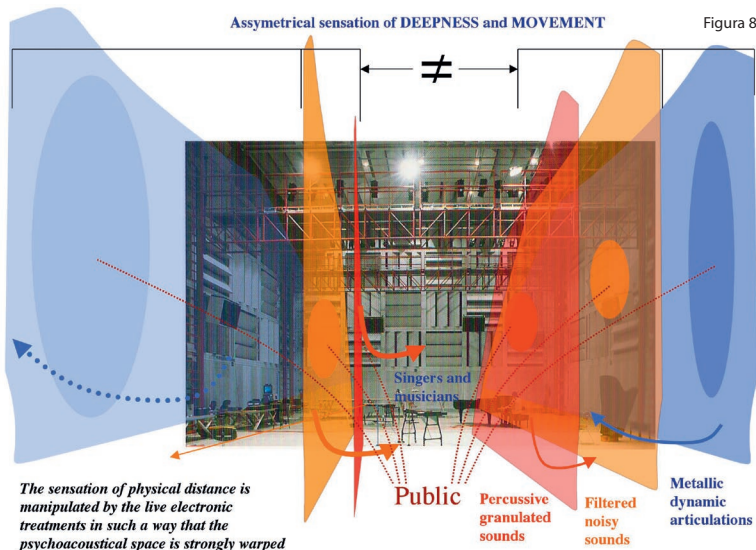 Assymetrical sensation of DEEPNESS and MOVEMENT
Figura 8
≠
Singers and
musicians
Public
The sensation of physical distance is
manipulated by the live electronic
treatments in such a way that the
psychoacoustical space is strongly warped
Percussive
granulated
sounds
Filtered
noisy
sounds
Metallic
dynamic
articulations